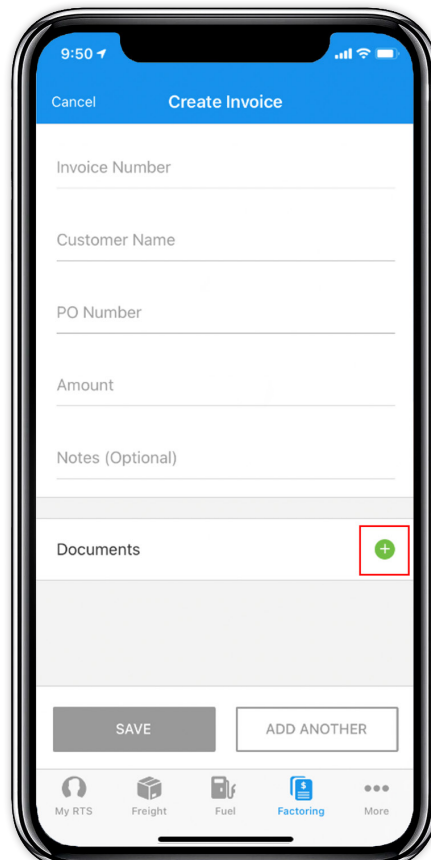 9:50
Cancel Create Invoice
Invoice Number
Customer Name
PO Number
Amount
Notes (Optional)
Documents
SAVE ADD ANOTHER
My RTS Freight Fuel Factoring More